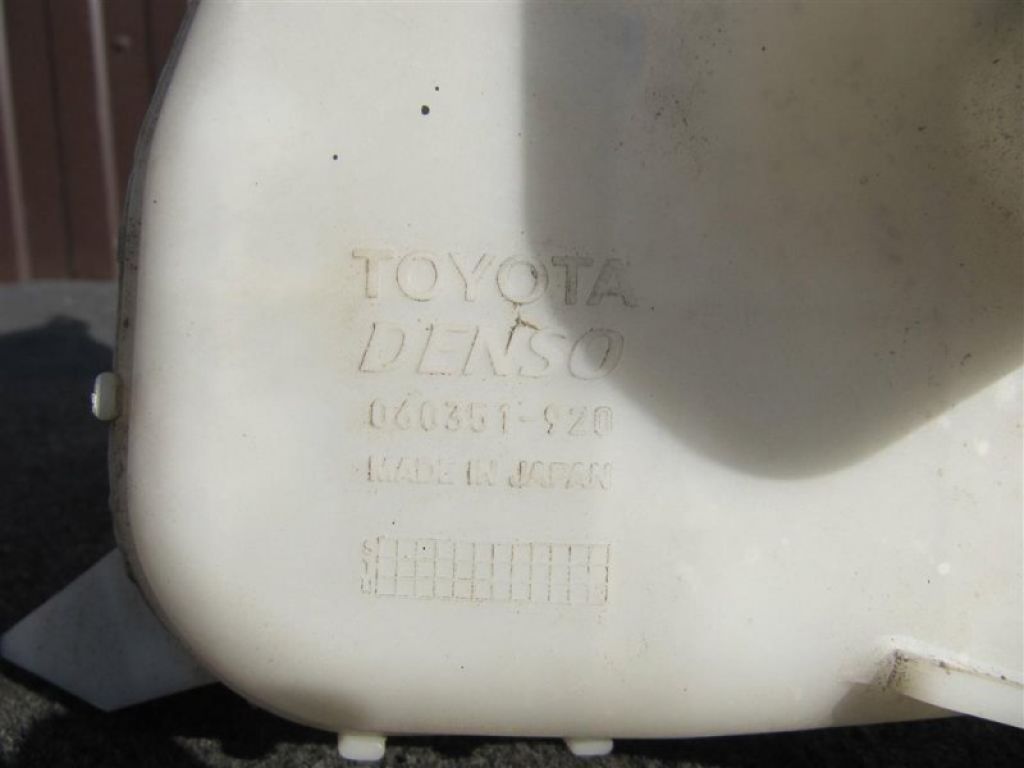 TOYOTA
DENSO
060351-920
MADE IN JAPAN